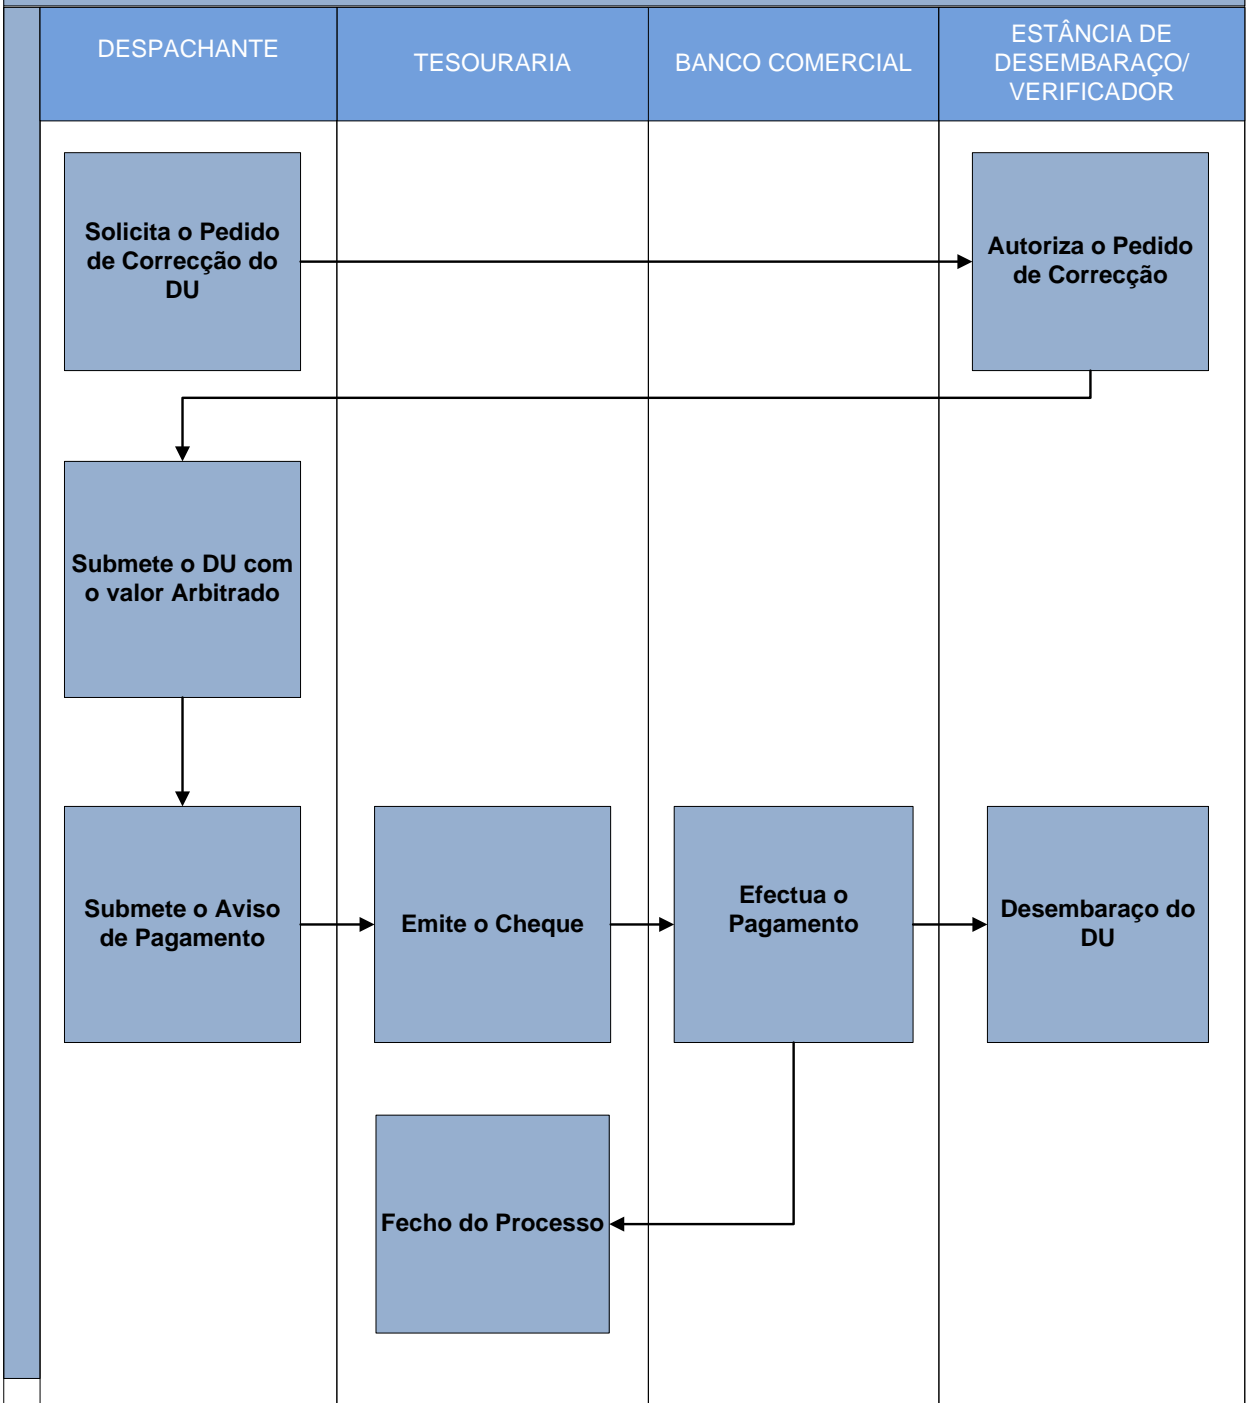 DESPACHANTE
TESOURARIA
BANCO COMERCIAL
ESTÂNCIA DE
DESEMBARAÇO/
VERIFICADOR
Solicita o Pedido
de Correcção do
DU
Autoriza o Pedido
de Correcção
Submete o DU com
o valor Arbitrado
Submete o Aviso
de Pagamento
Emite o Cheque
Efectua o
Pagamento
Desembaraço do
DU
Fecho do Processo